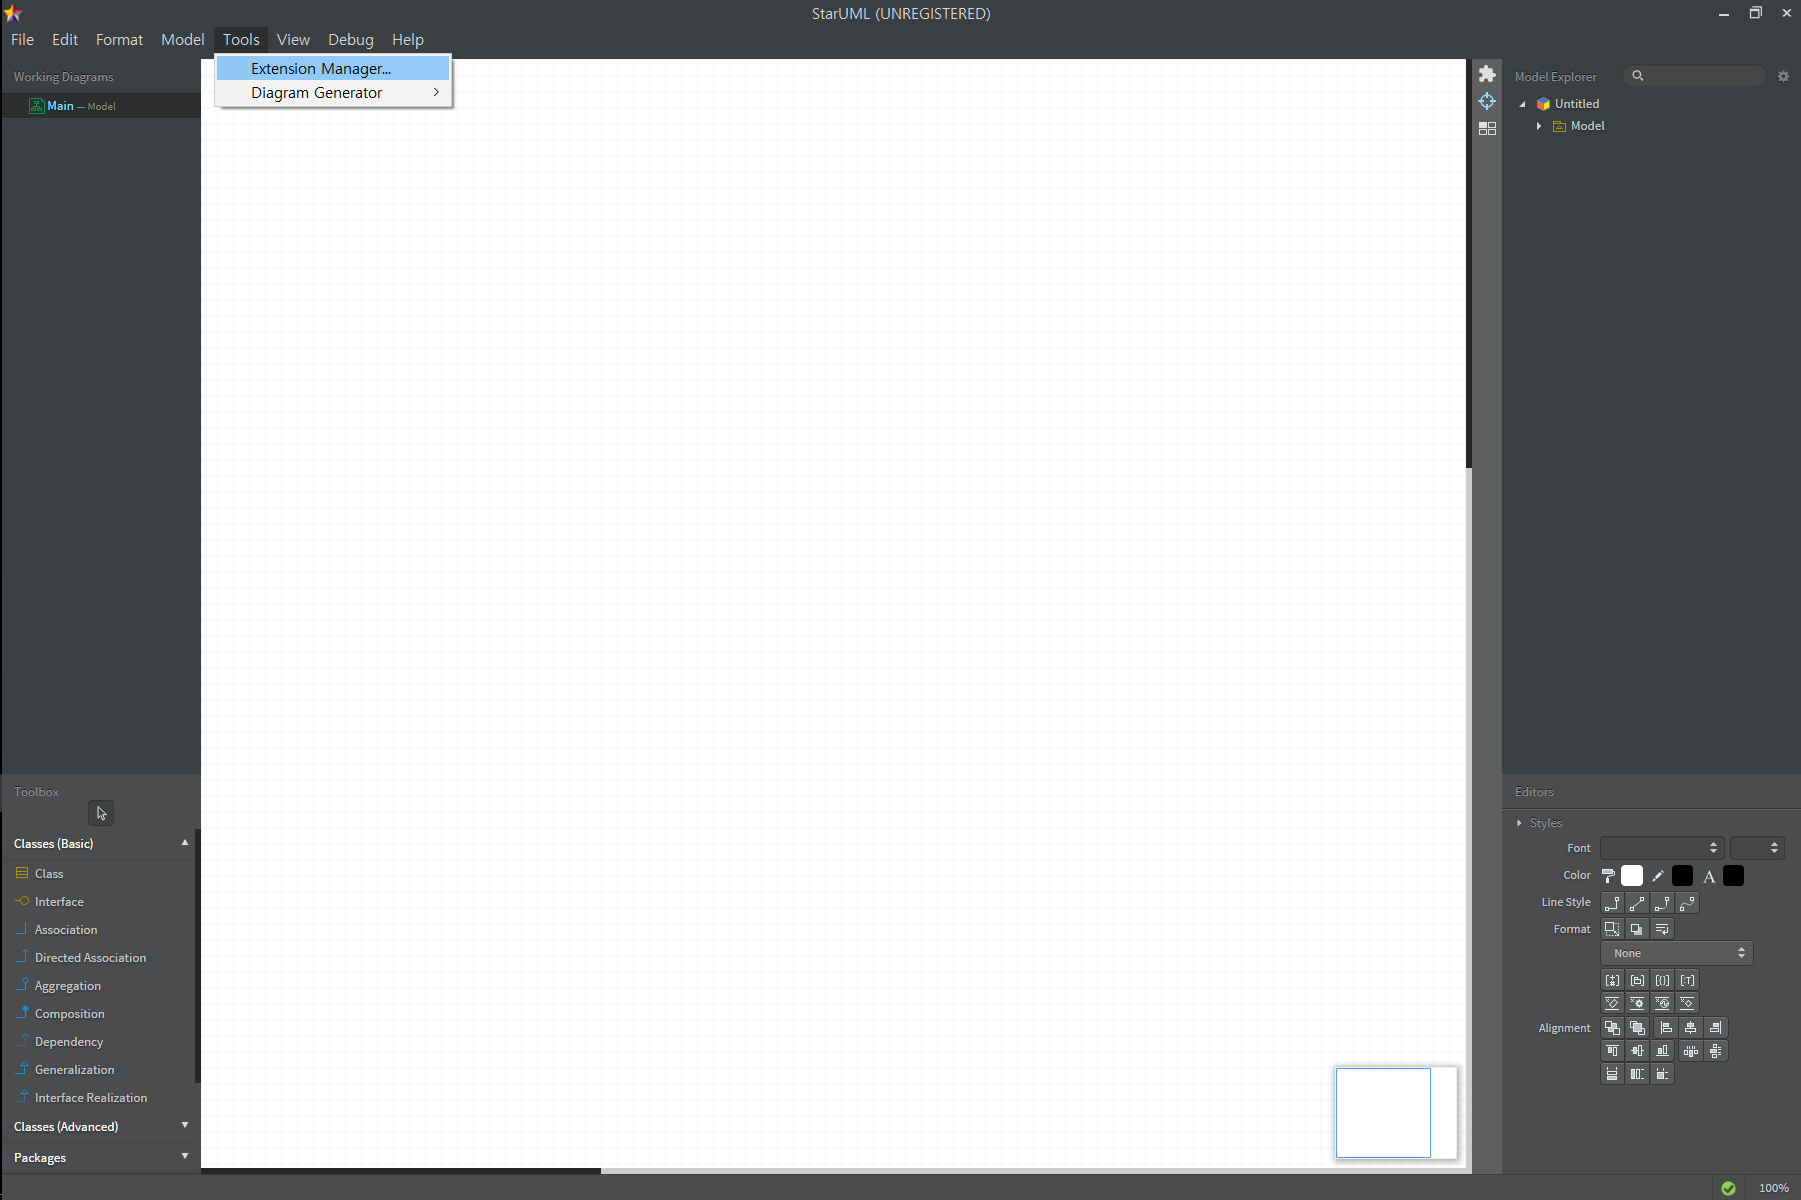 StarUML (UNREGISTERED)
File Edit Format Model Tools View Debug Help
Extension Manager...
Diagram Generator
Working Diagrams
Main — Model
Toolbox
Classes (Basic)
Class
Interface
Association
Directed Association
Aggregation
Composition
Dependency
Generalization
Interface Realization
Classes (Advanced)
Packages
Model Explorer
Untitled
Model
Editors
Styles
Font
Color
A
Line Style
Format
None
Alignment
100%